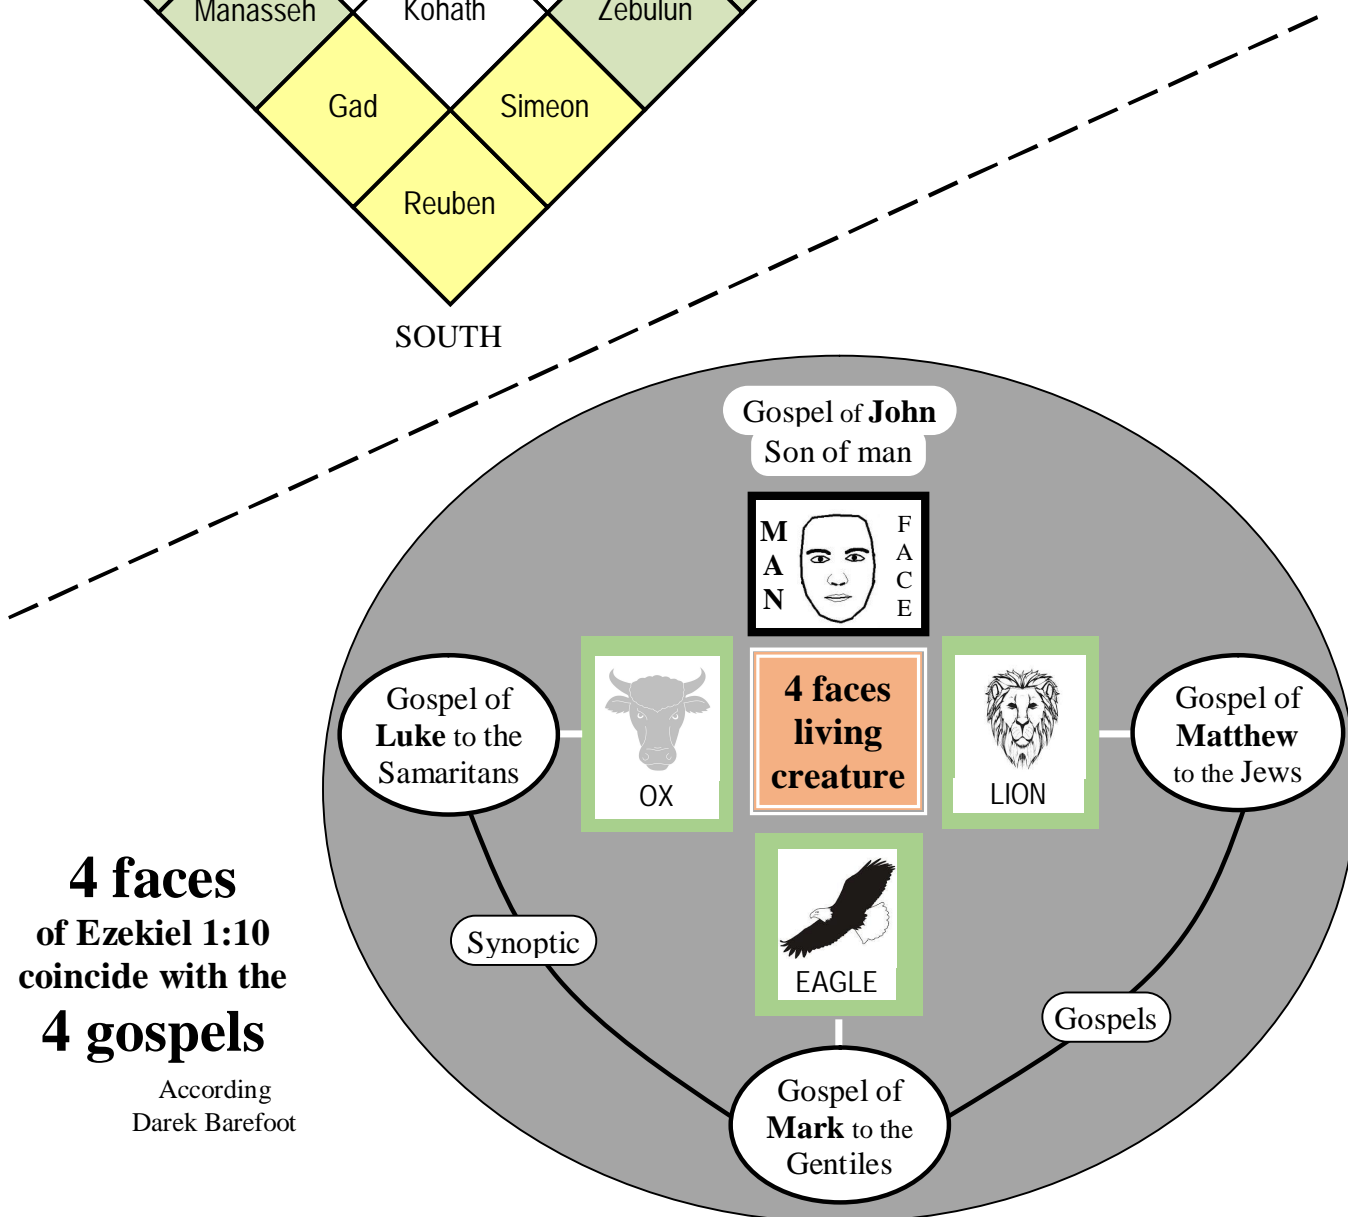 Manasseh
Kohath
Zebulun
Gad
Simeon
Reuben
SOUTH
Gospel of John
Son of man
MAN
FACE
Gospel of
Luke to the
Samaritans
OX
4 faces
living
creature
LION
Gospel of
Matthew
to the Jews
EAGLE
Synoptic
Gospels
Gospel of
Mark to the
Gentiles
4 faces
of Ezekiel 1:10
coincide with the
4 gospels
According
Darek Barefoot